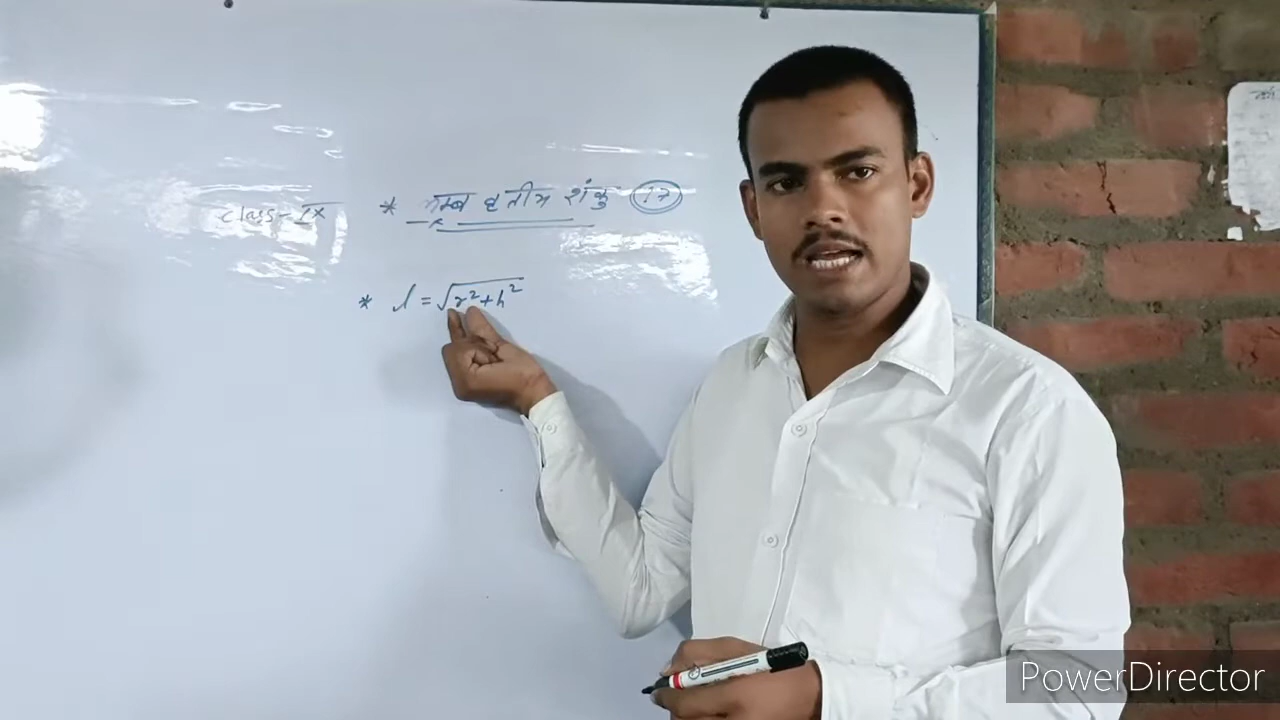 class-IX
* लम्ब वृतीय शंकु 17
* l = √r²+h²
PowerDirector